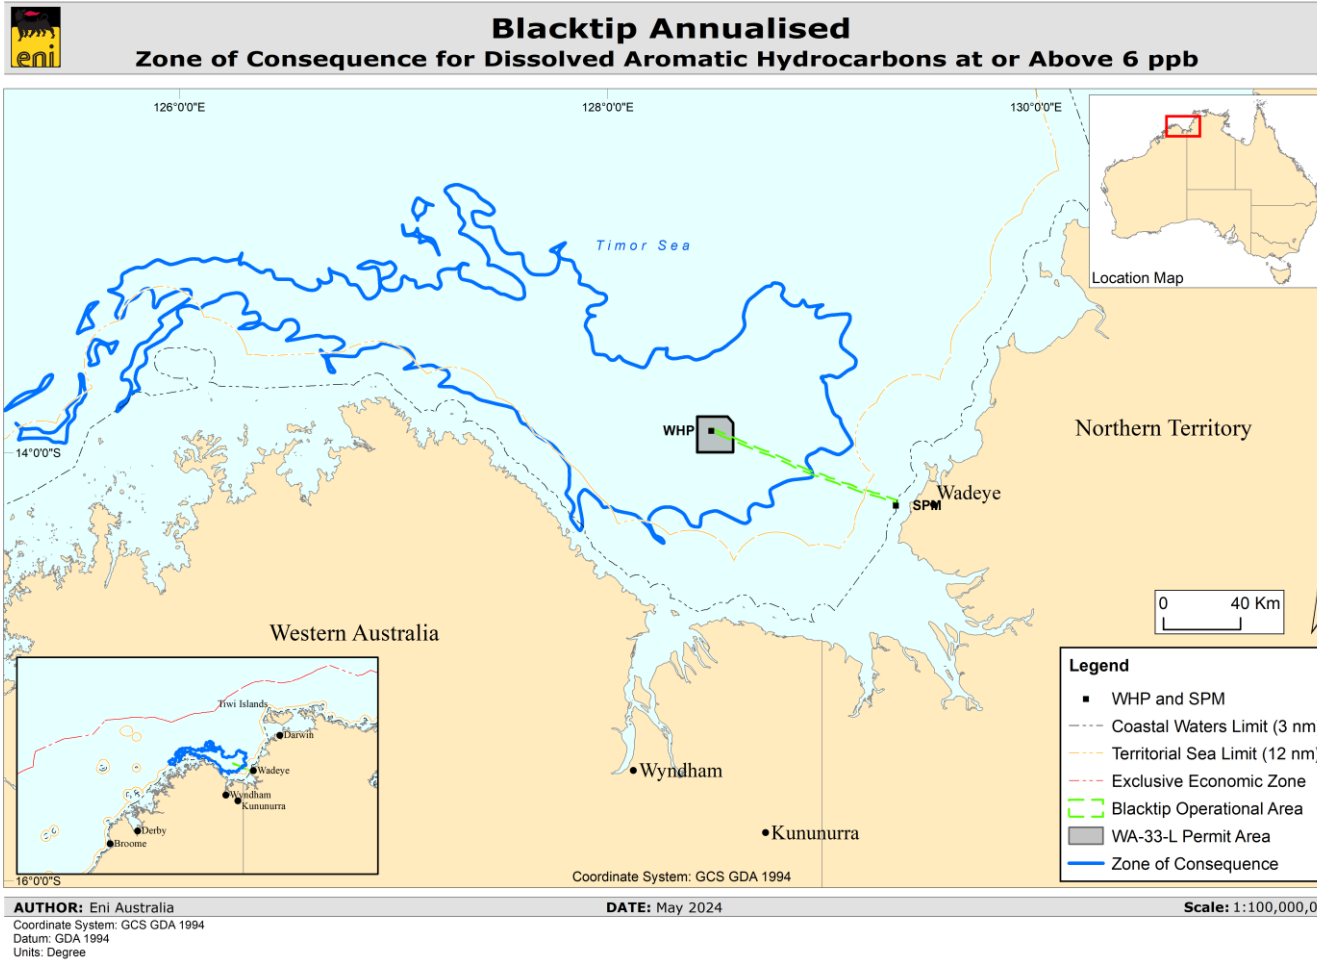 eni
Blacktip Annualised
Zone of Consequence for Dissolved Aromatic Hydrocarbons at or Above 6 ppb
126°0'0"E
128°0'0"E
130°0'0"E
Location Map
Timor Sea
WHP
Northern Territory
14°0'0"S
SPM
Wadeye
0 40 Km
Western Australia
Legend
WHP and SPM
Coastal Waters Limit (3 nm
Territorial Sea Limit (12 nm)
Exclusive Economic Zone
Blacktip Operational Area
WA-33-L Permit Area
Zone of Consequence
Tiwi Islands
Darwin
Wadeye
Wyndham
Kununurra
Derby
Broome
Wyndham
Kununurra
16°0'0"S
Coordinate System: GCS GDA 1994
AUTHOR: Eni Australia
DATE: May 2024
Scale: 1:100,000,0
Coordinate System: GCS GDA 1994
Datum: GDA 1994
Units: Degree